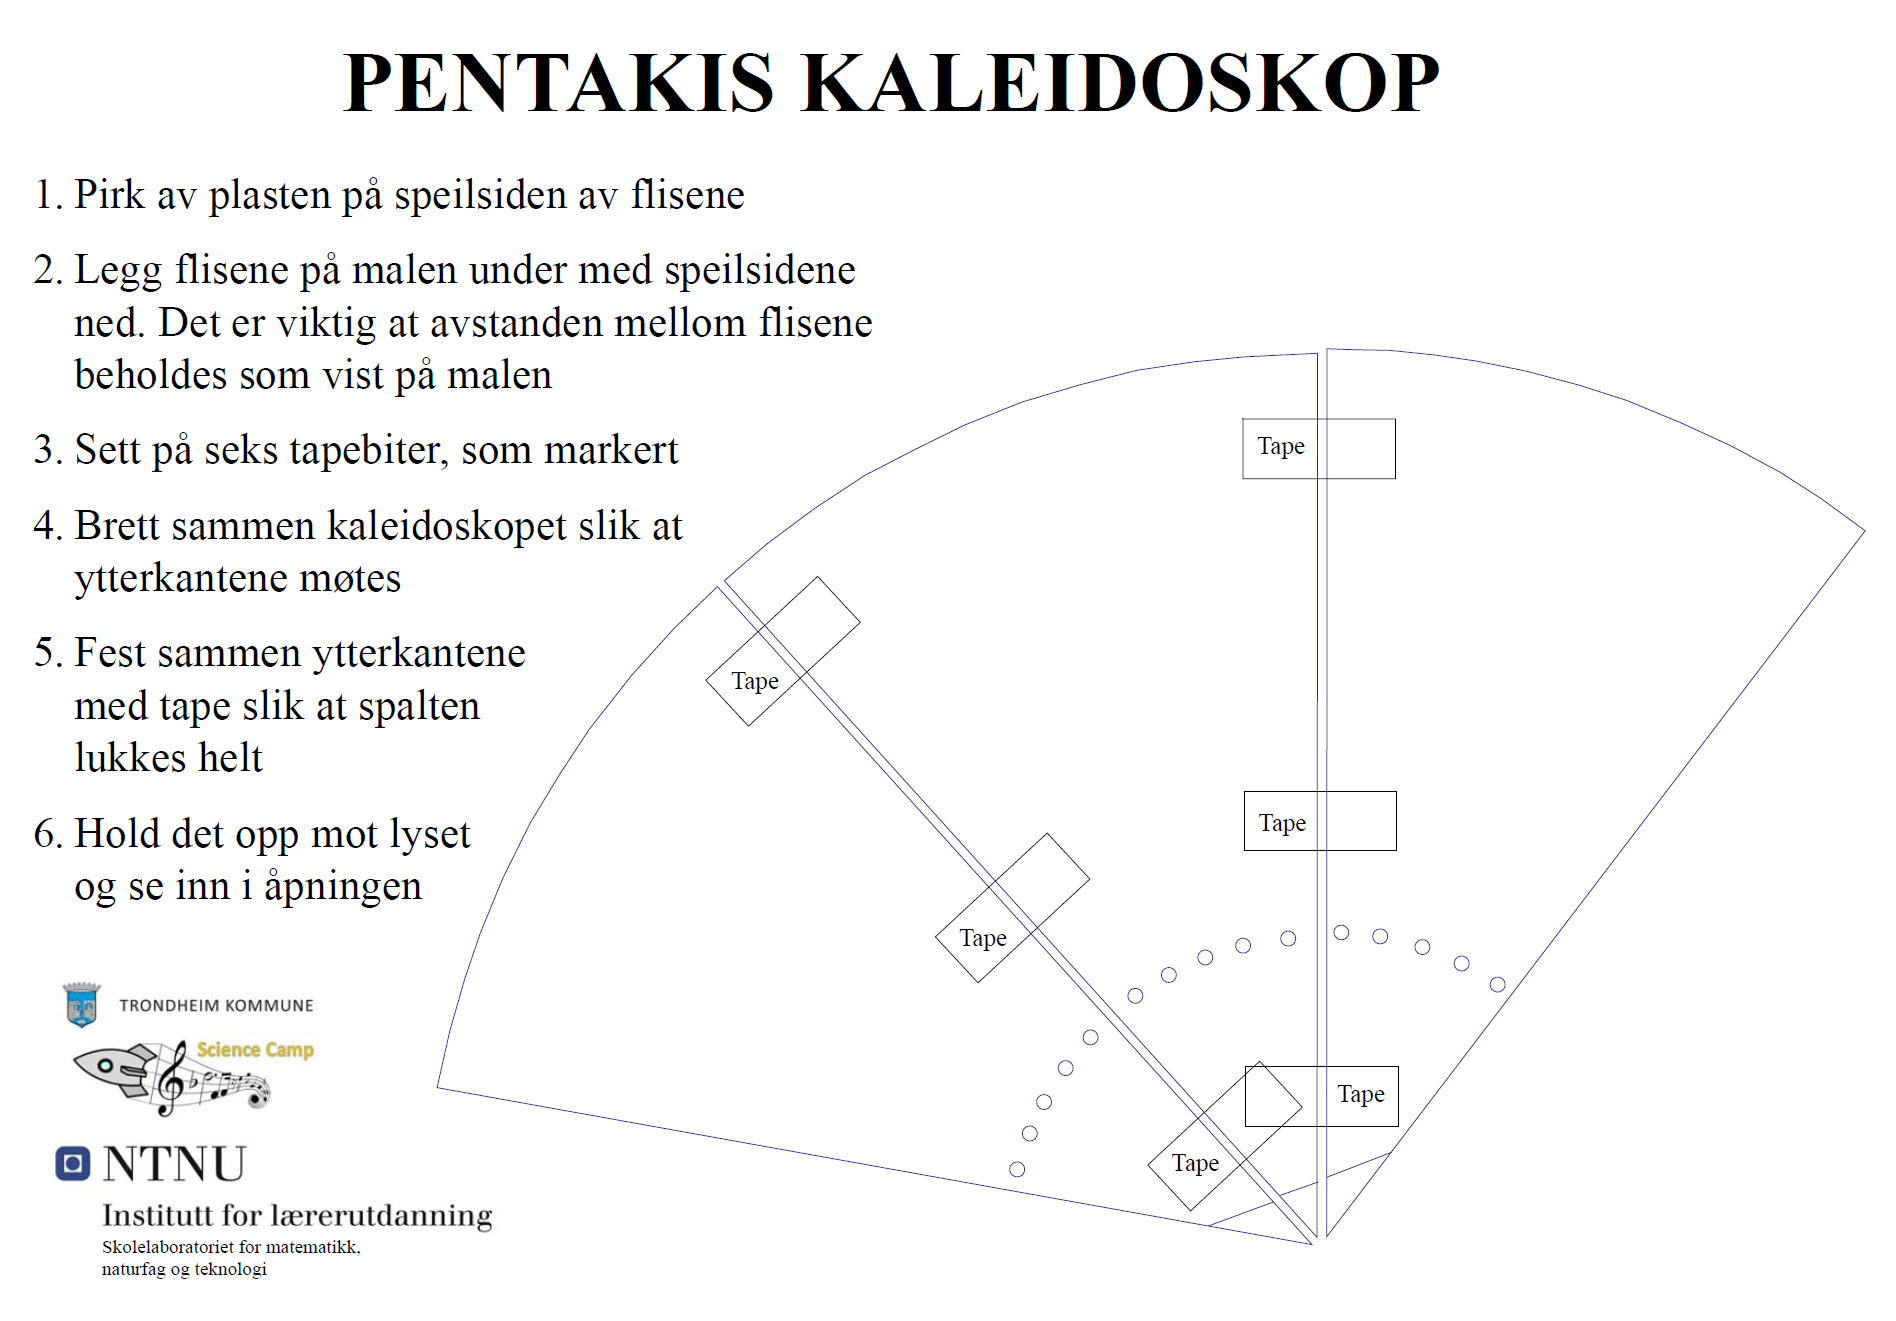 PENTAKIS KALEIDOSKOP
1. Pirk av plasten på speilsiden av flisene
2. Legg flisene på malen under med speilsidene
ned. Det er viktig at avstanden mellom flisene
beholdes som vist på malen
3. Sett på seks tapebiter, som markert
4. Brett sammen kaleidoskopet slik at
ytterkantene møtes
5. Fest sammen ytterkantene
med tape slik at spalten
lukkes helt
6. Hold det opp mot lyset
og se inn i åpningen
Tape
Tape
Tape
Tape
Tape
Tape
TRONDHEIM KOMMUNE
Science Camp
NTNU
Institutt for lærerutdanning
Skolelaboratoriet for matematikk,
naturfag og teknologi